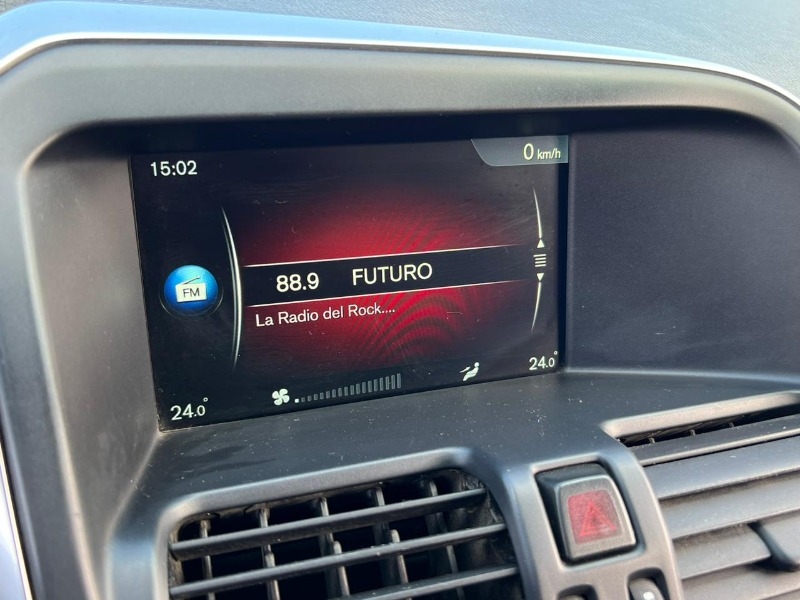 15:02
0 km/h
FM
88.9 FUTURO
La Radio del Rock....
24.0°
24.0°